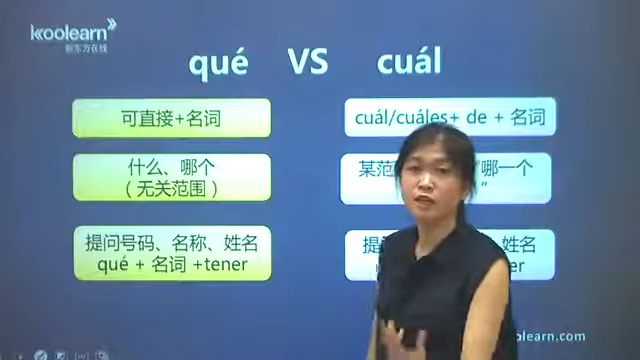 koolearn
新东方在线
qué VS cuál
可直接+名词
cuál/cuáles+ de + 名词
什么、哪个
（无关范围）
某范 “哪一个
”
提问号码、名称、姓名
qué + 名词 +tener
提 姓名
er
olearn.com